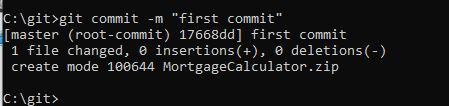 C:\git>git commit -m "first commit"
[master (root-commit) 17668dd] first commit
 1 file changed, 0 insertions(+), 0 deletions(-)
 create mode 100644 MortgageCalculator.zip
C:\git>